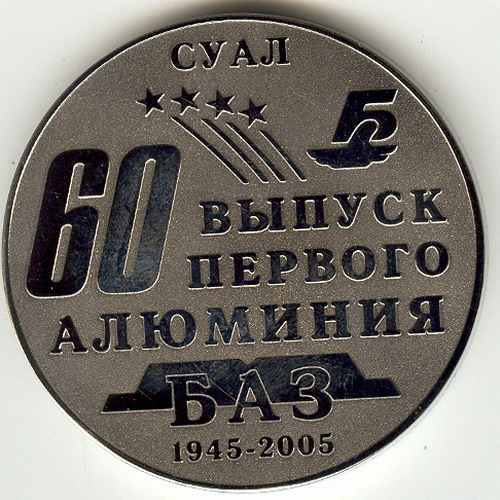 СУАЛ
Б
60
ВЫПУСК
ПЕРВОГО
АЛЮМИНИЯ
БАЗ
1945-2005